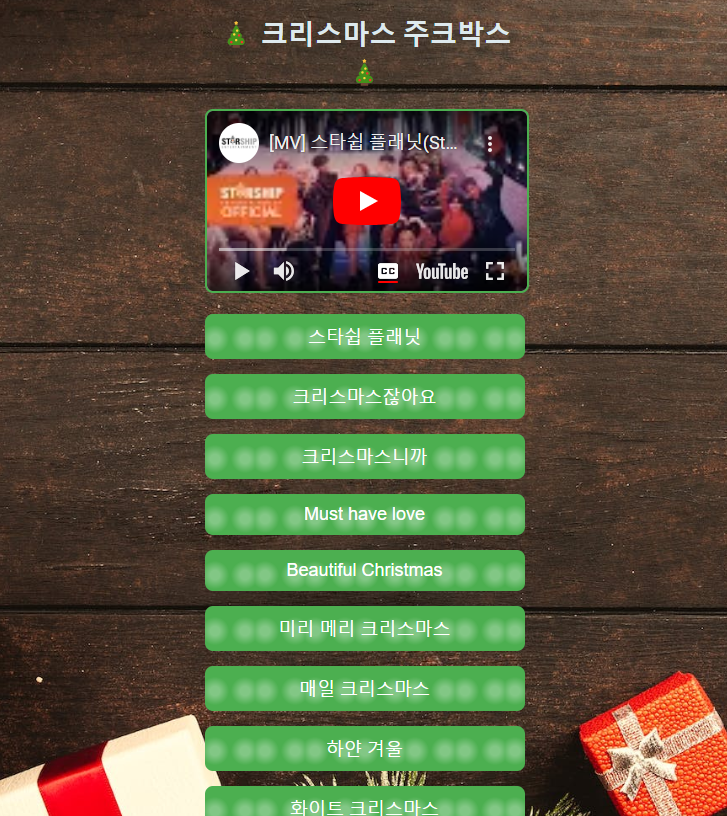 🎄 크리스마스 주크박스
🎄
STARSHIP
ENTERTAINMENT
[MV] 스타쉽 플래닛(St...
STARSHIP
OFFICIAL
CC YouTube
스타쉽 플래닛
크리스마스잖아요
크리스마스니까
Must have love
Beautiful Christmas
미리 메리 크리스마스
매일 크리스마스
하얀 겨울
화이트 크리스마스